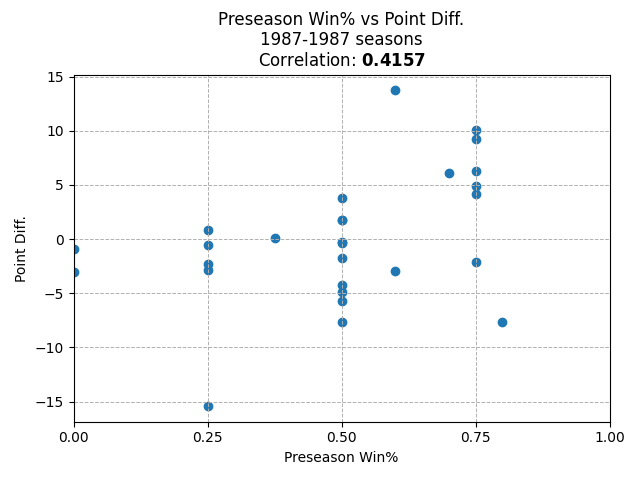 Preseason Win% vs Point Diff.
1987-1987 seasons
Correlation: 0.4157
15
10
5
0
−5
−10
−15
Point Diff.
0.00 0.25 0.50 0.75 1.00
Preseason Win%